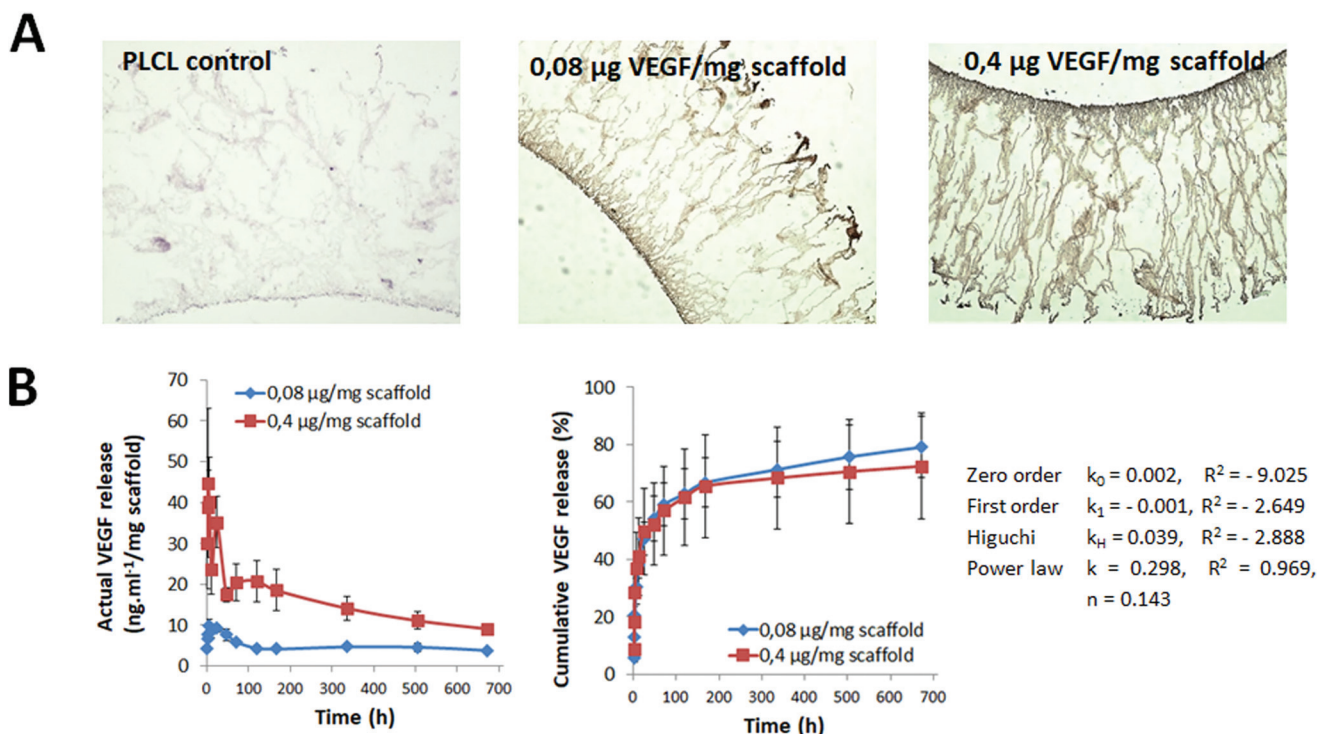 A
PLCL control
0,08 µg VEGF/mg scaffold
0,4 µg VEGF/mg scaffold
B
Actual VEGF release
(ng.ml⁻¹/mg scaffold)
70
60
50
40
30
20
10
0
0,08 µg/mg scaffold
0,4 µg/mg scaffold
0 100 200 300 400 500 600 700
Time (h)
Cumulative VEGF release (%)
100
80
60
40
20
0
0,08 µg/mg scaffold
0,4 µg/mg scaffold
0 100 200 300 400 500 600 700
Time (h)
Zero order k₀ = 0.002, R² = - 9.025
First order k₁ = - 0.001, R² = - 2.649
Higuchi k_H = 0.039, R² = - 2.888
Power law k = 0.298, R² = 0.969,
n = 0.143